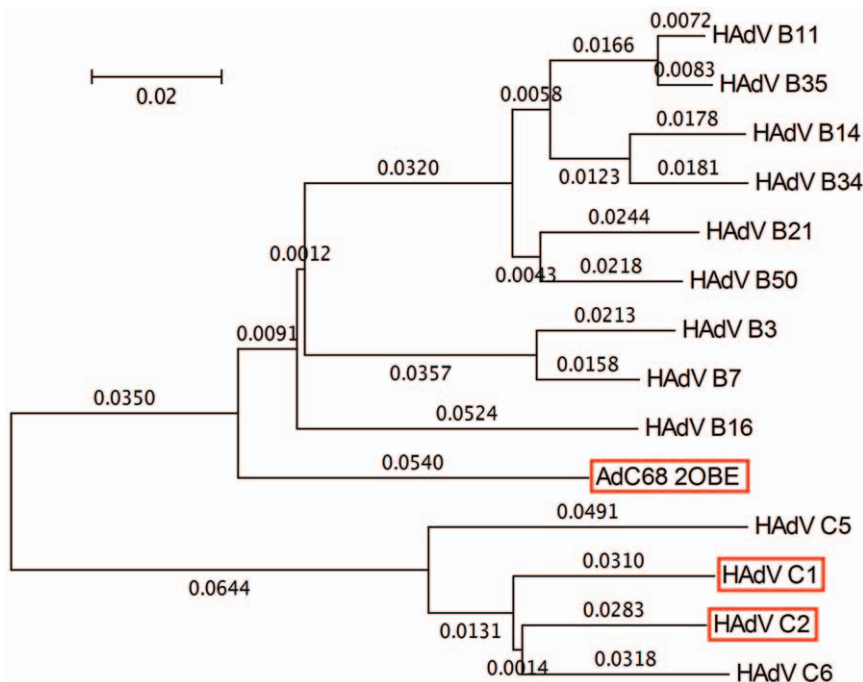 0.0072
HAdV B11
0.0166
0.0083
HAdV B35
0.02
0.0058
0.0178
HAdV B14
0.0123
0.0181
HAdV B34
0.0320
0.0244
HAdV B21
0.0012
0.0043
0.0218
HAdV B50
0.0091
0.0213
HAdV B3
0.0357
0.0158
HAdV B7
0.0350
0.0524
HAdV B16
0.0540
AdC68 2OBE
0.0491
HAdV C5
0.0644
0.0310
HAdV C1
0.0131
0.0283
HAdV C2
0.0014
0.0318
HAdV C6